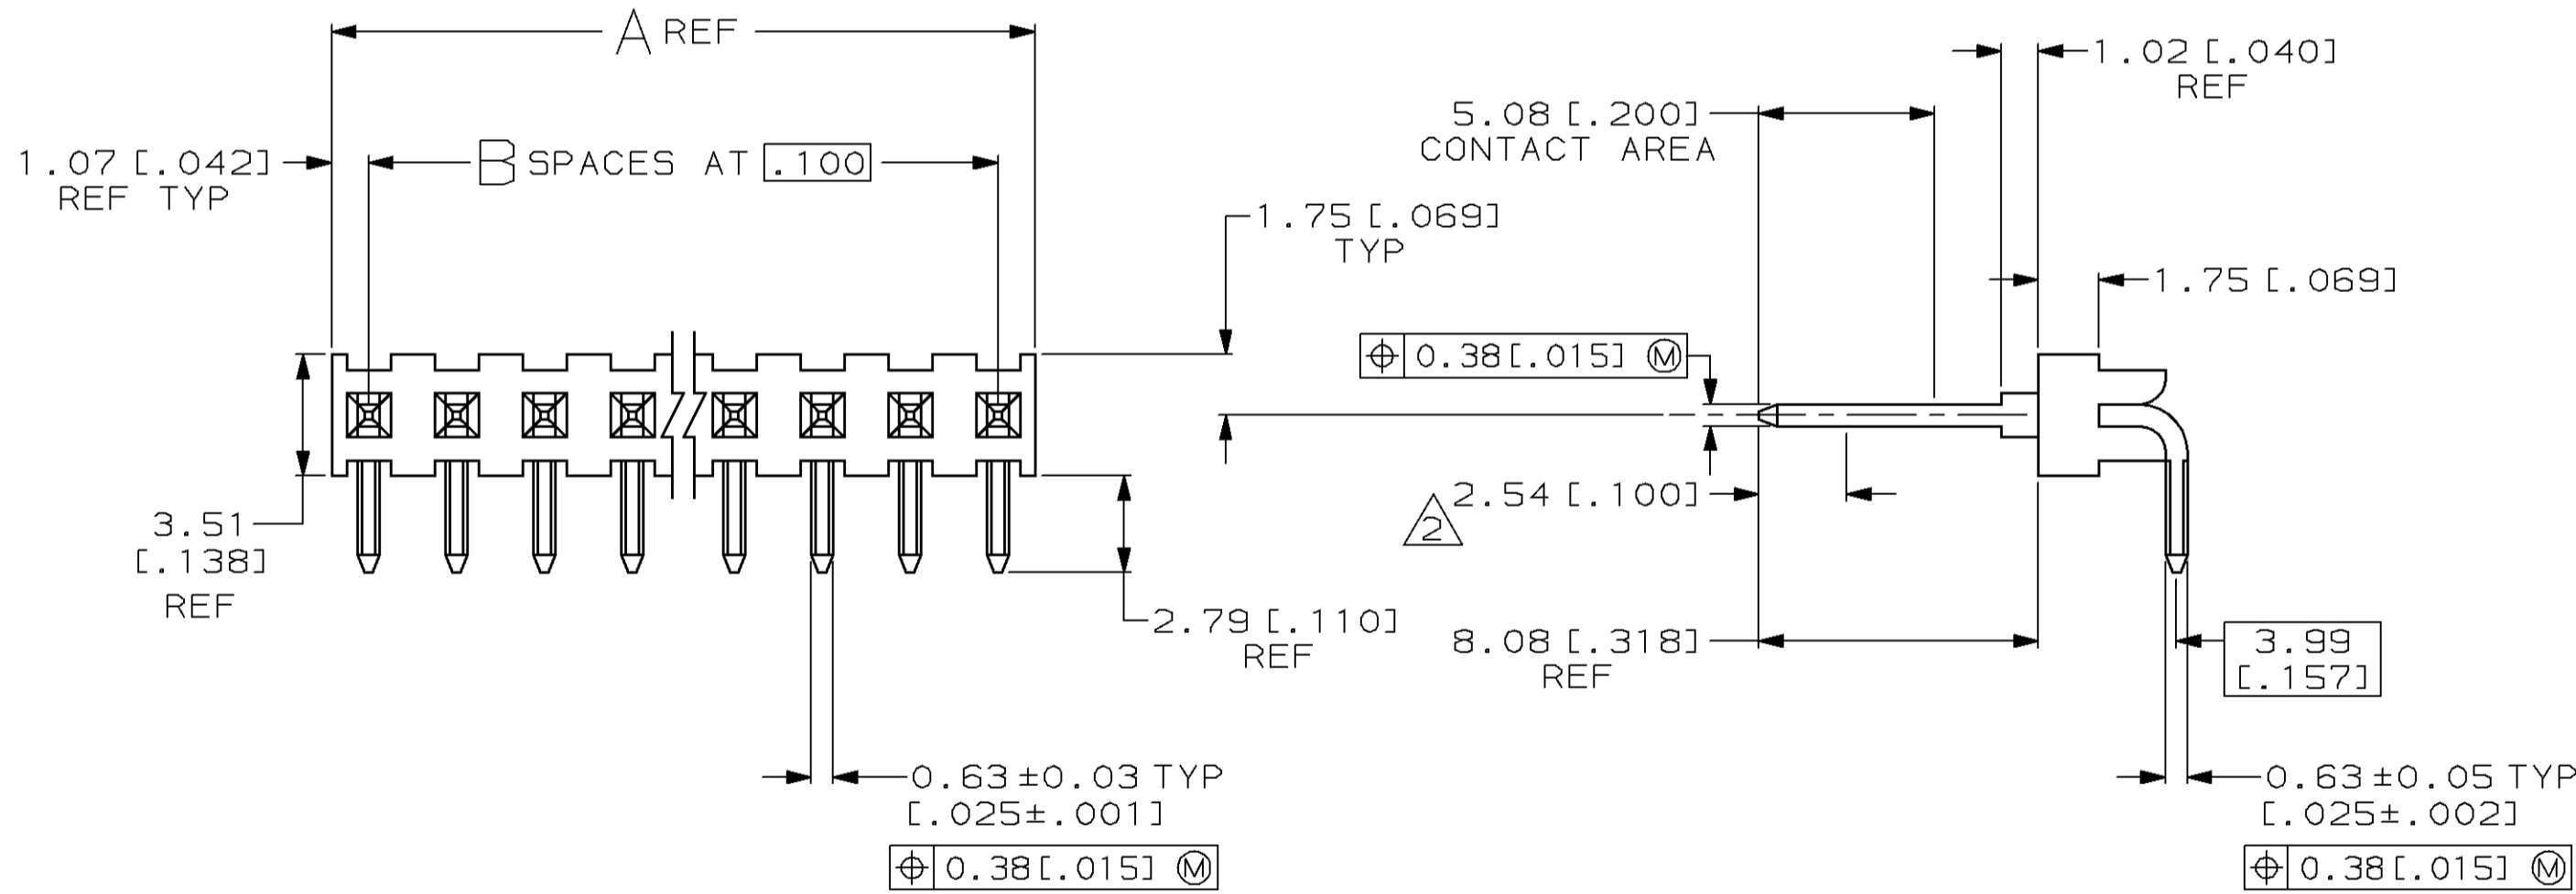 A REF
1.02 [.040]
REF
5.08 [.200]
CONTACT AREA
1.07 [.042]
REF TYP
B SPACES AT .100
1.75 [.069]
TYP
1.75 [.069]
⌖ 0.38[.015] Ⓜ
3.51
[.138]
REF
2 2.54 [.100]
2.79 [.110]
REF
8.08 [.318]
REF
3.99
[.157]
0.63±0.03 TYP
[.025±.001]
⌖ 0.38[.015] Ⓜ
0.63±0.05 TYP
[.025±.002]
⌖ 0.38[.015] Ⓜ